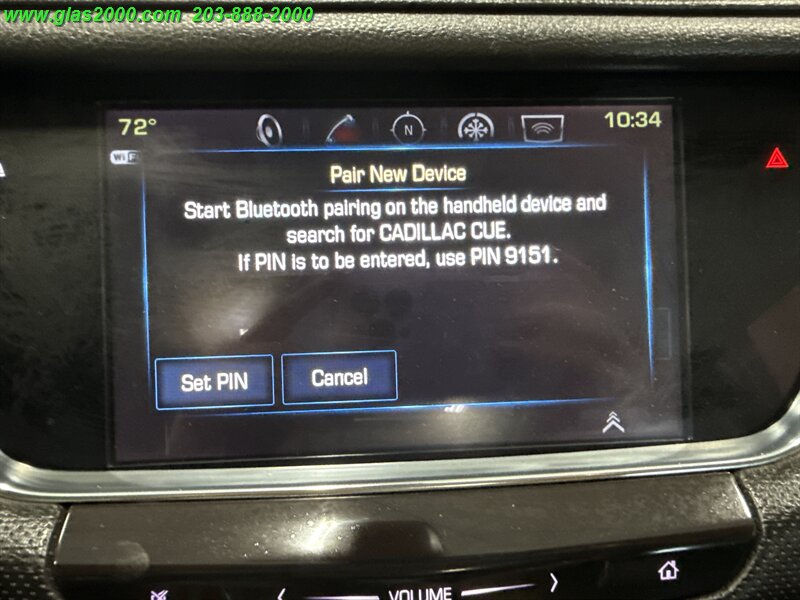 www.glas2000.com 203-888-2000
72° N 10:34
WiFi
Pair New Device
Start Bluetooth pairing on the handheld device and
search for CADILLAC CUE.
If PIN is to be entered, use PIN 9151.
Set PIN Cancel
VOLUME